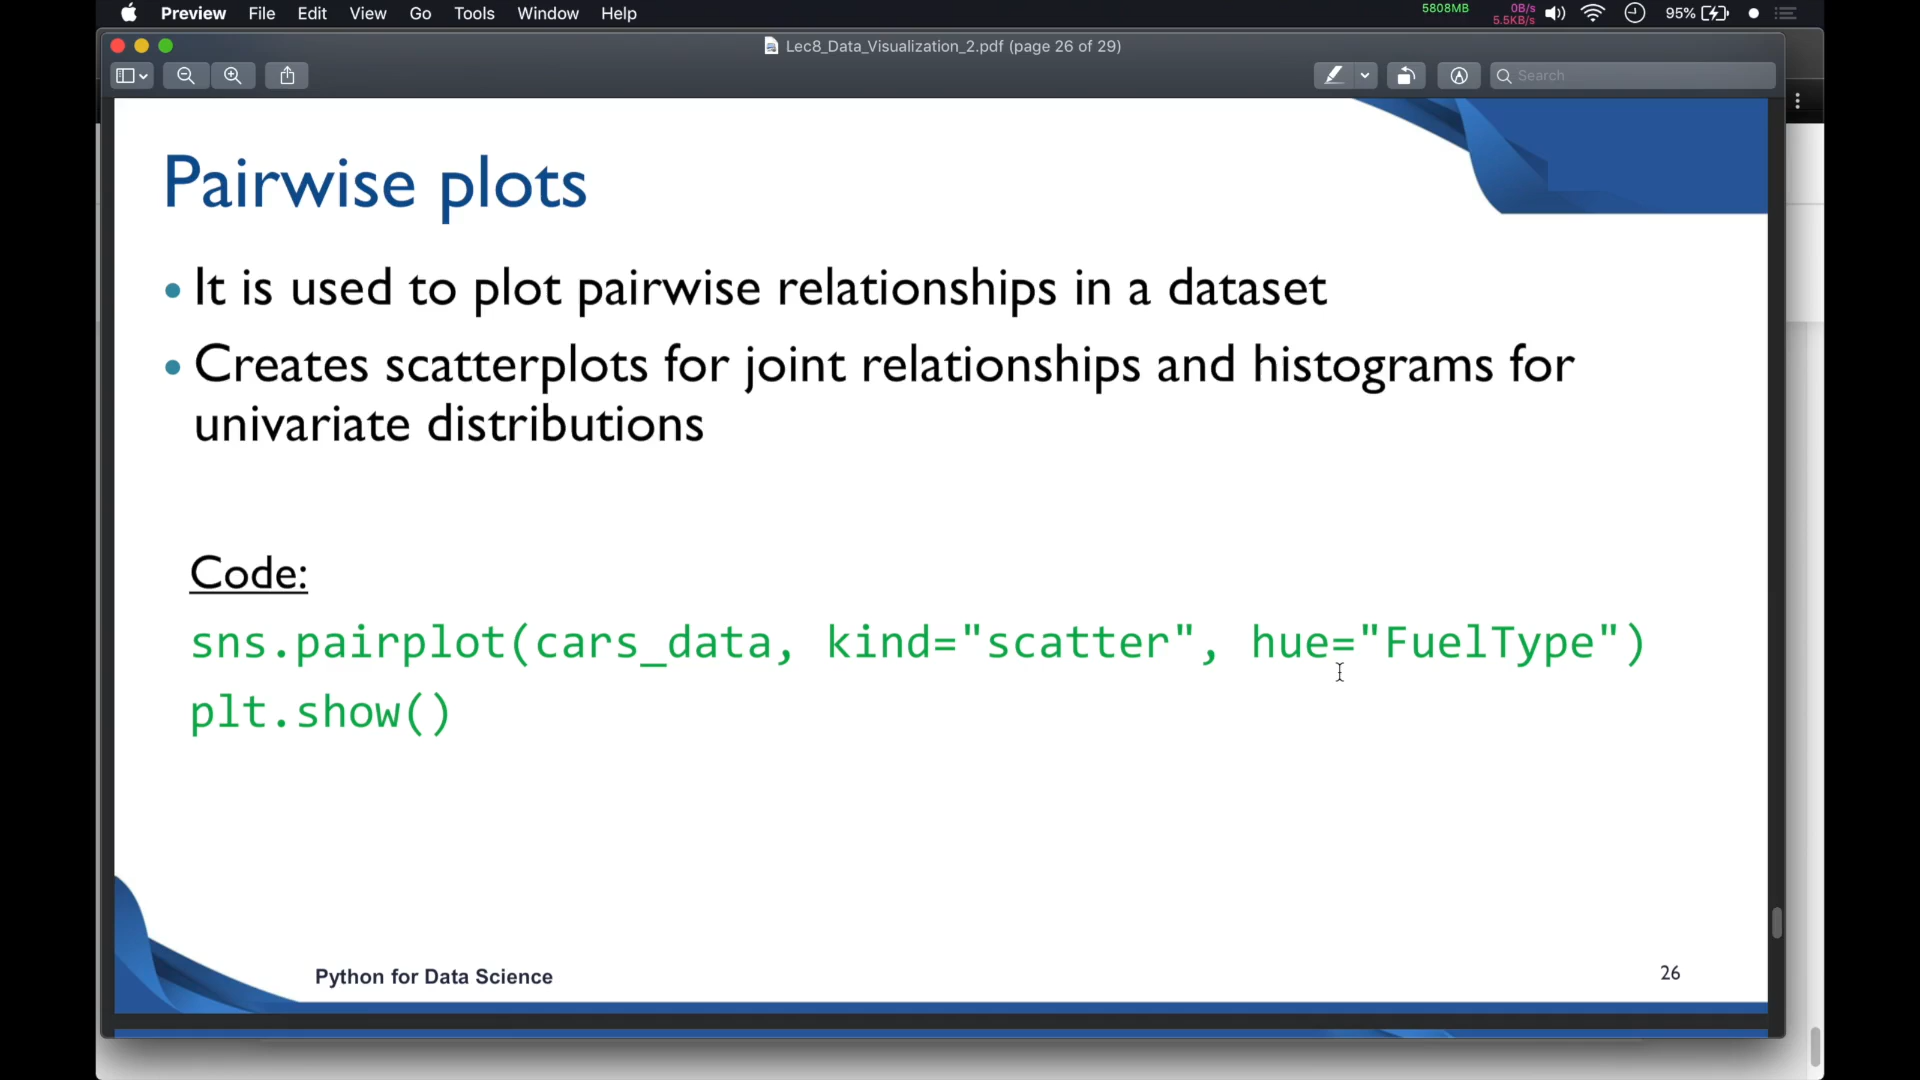 Preview File Edit View Go Tools Window Help 5808MB 0B/s 5.5KB/s 95%
Lec8_Data_Visualization_2.pdf (page 26 of 29)
Search
Pairwise plots
• It is used to plot pairwise relationships in a dataset
• Creates scatterplots for joint relationships and histograms for
univariate distributions
Code:
sns.pairplot(cars_data, kind="scatter", hue="FuelType")
plt.show()
Python for Data Science
26